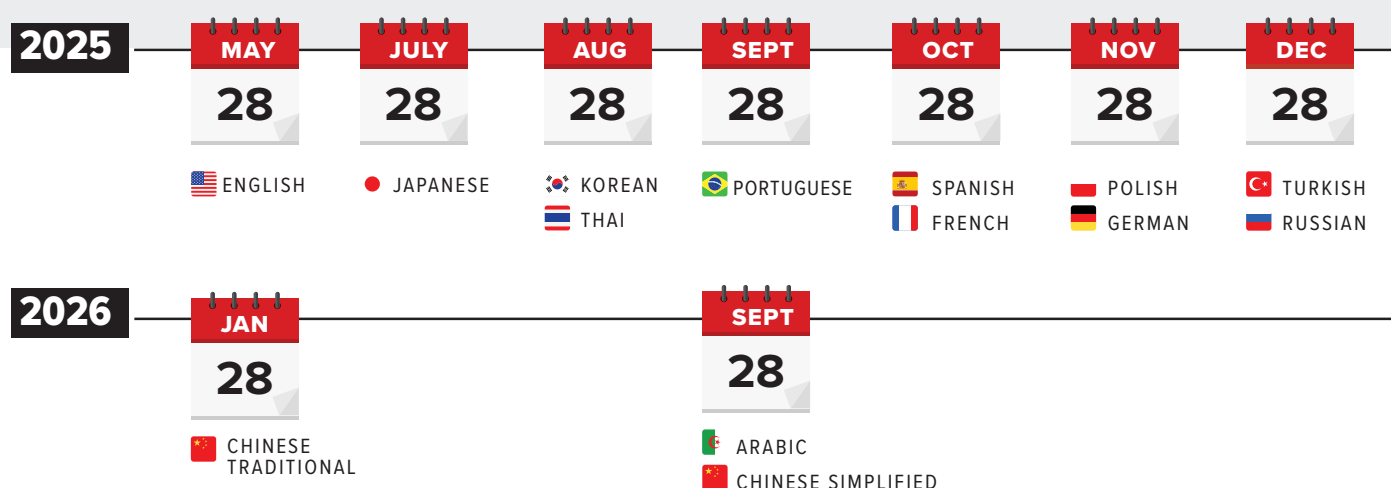 2025
MAY
28
ENGLISH
JULY
28
JAPANESE
AUG
28
KOREAN
THAI
SEPT
28
PORTUGUESE
OCT
28
SPANISH
FRENCH
NOV
28
POLISH
GERMAN
DEC
28
TURKISH
RUSSIAN
2026
JAN
28
CHINESE
TRADITIONAL
SEPT
28
ARABIC
CHINESE SIMPLIFIED